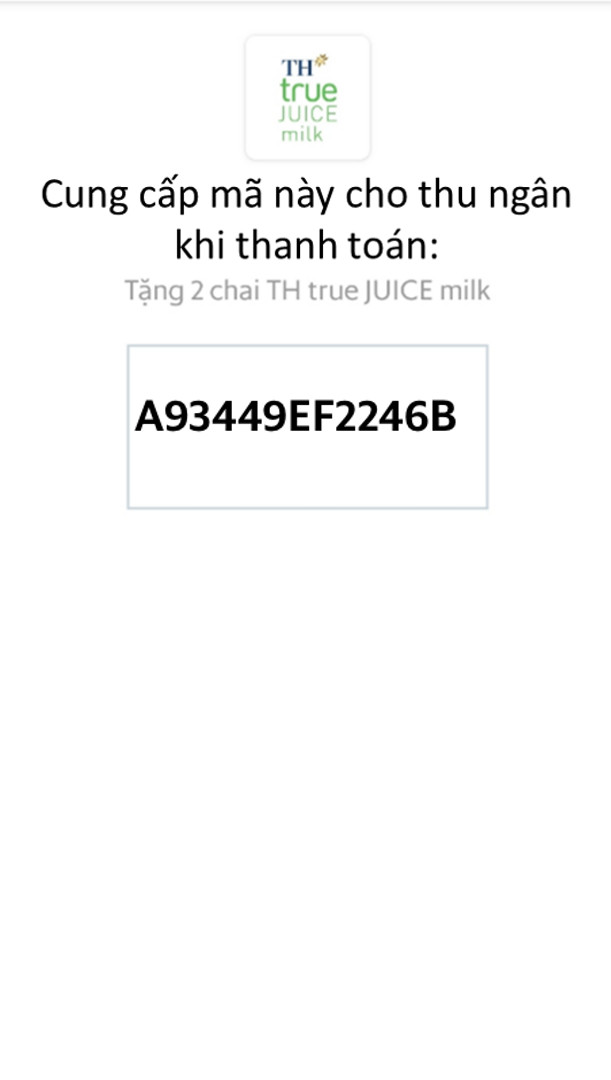 TH
true
JUICE
milk
Cung cấp mã này cho thu ngân
khi thanh toán:
Tặng 2 chai TH true JUICE milk
A93449EF2246B